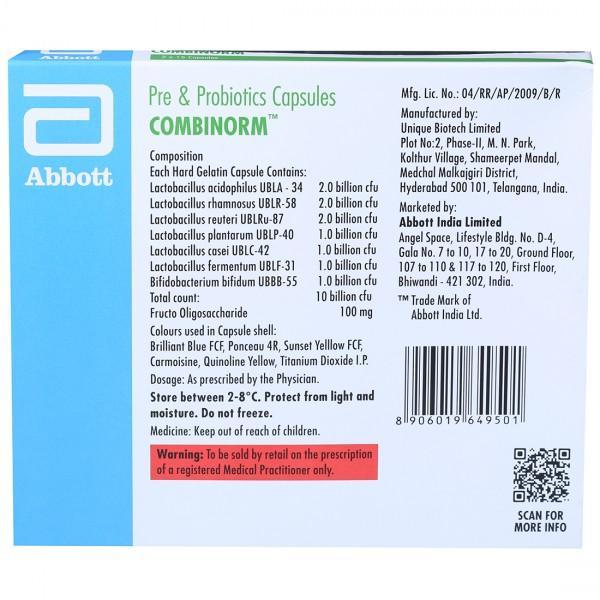 COMBINORM
Abbott
Abbott
Pre & Probiotics Capsules
COMBINORM™
Composition
Each Hard Gelatin Capsule Contains:
Lactobacillus acidophilus UBLA - 34 2.0 billion cfu
Lactobacillus rhamnosus UBLR-58 2.0 billion cfu
Lactobacillus reuteri UBLRu-87 2.0 billion cfu
Lactobacillus plantarum UBLP-40 1.0 billion cfu
Lactobacillus casei UBLC-42 1.0 billion cfu
Lactobacillus fermentum UBLF-31 1.0 billion cfu
Bifidobacterium bifidum UBBB-55 1.0 billion cfu
Total count: 10 billion cfu
Fructo Oligosaccharide 100 mg
Colours used in Capsule shell:
Brilliant Blue FCF, Ponceau 4R, Sunset Yelllow FCF,
Carmoisine, Quinoline Yellow, Titanium Dioxide I.P.
Dosage: As prescribed by the Physician.
Store between 2-8°C. Protect from light and
moisture. Do not freeze.
Medicine: Keep out of reach of children.
Warning: To be sold by retail on the prescription
of a registered Medical Practitioner only.
Mfg. Lic. No.: 04/RR/AP/2009/B/R
Manufactured by:
Unique Biotech Limited
Plot No:2, Phase-II, M. N. Park,
Kolthur Village, Shameerpet Mandal,
Medchal Malkajgiri District,
Hyderabad 500 101, Telangana, India.
Marketed by:
Abbott India Limited
Angel Space, Lifestyle Bldg. No. D-4,
Gala No. 7 to 10, 17 to 20, Ground Floor,
107 to 110 & 117 to 120, First Floor,
Bhiwandi - 421 302, India.
™ Trade Mark of
Abbott India Ltd.
8 906019 649501
SCAN FOR
MORE INFO